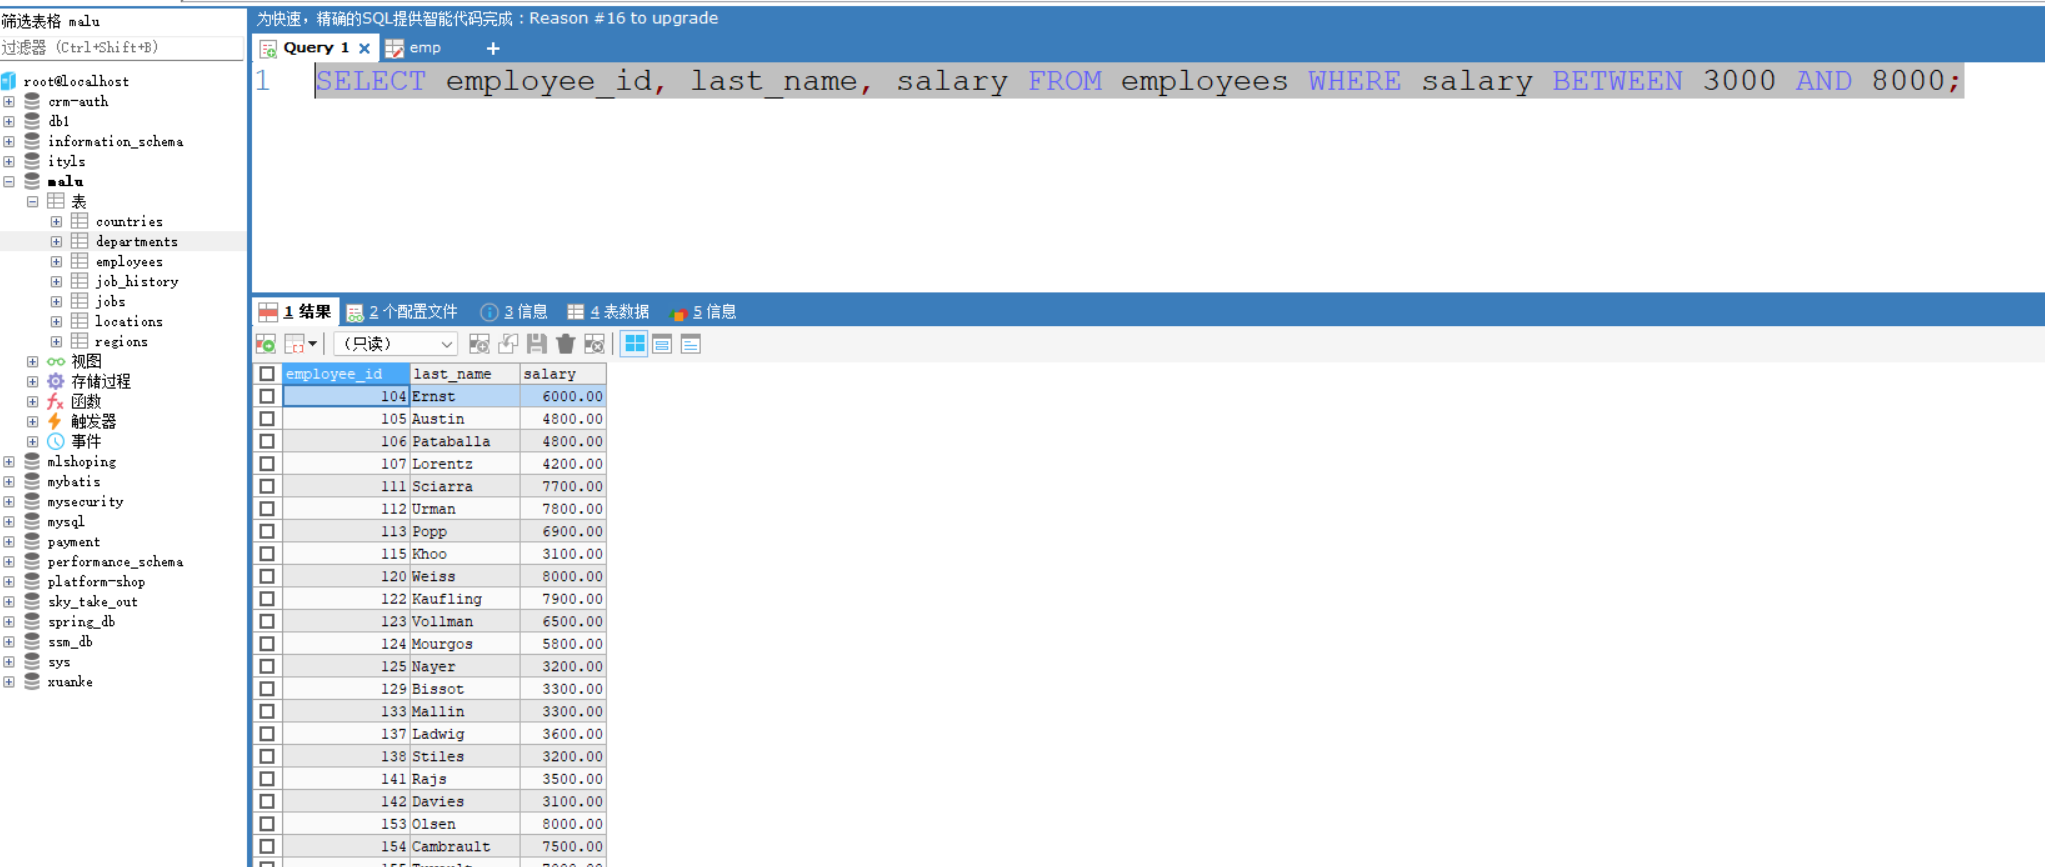 筛选表格 malu
过滤器 (Ctrl+Shift+B)
root@localhost
crm-auth
db1
information_schema
ityls
malu
表
countries
departments
employees
job_history
jobs
locations
regions
视图
存储过程
函数
触发器
事件
mlshoping
mybatis
mysecurity
mysql
payment
performance_schema
platform-shop
sky_take_out
spring_db
ssm_db
sys
xuanke
为快速，精确的SQL提供智能代码完成：Reason #16 to upgrade
Query 1 × emp +
1 SELECT employee_id, last_name, salary FROM employees WHERE salary BETWEEN 3000 AND 8000;
1 结果 2 个配置文件 3 信息 4 表数据 5 信息
（只读）
employee_id last_name salary
104 Ernst 6000.00
105 Austin 4800.00
106 Pataballa 4800.00
107 Lorentz 4200.00
111 Sciarra 7700.00
112 Urman 7800.00
113 Popp 6900.00
115 Khoo 3100.00
120 Weiss 8000.00
122 Kaufling 7900.00
123 Vollman 6500.00
124 Mourgos 5800.00
125 Nayer 3200.00
129 Bissot 3300.00
133 Mallin 3300.00
137 Ladwig 3600.00
138 Stiles 3200.00
141 Rajs 3500.00
142 Davies 3100.00
153 Olsen 8000.00
154 Cambrault 7500.00